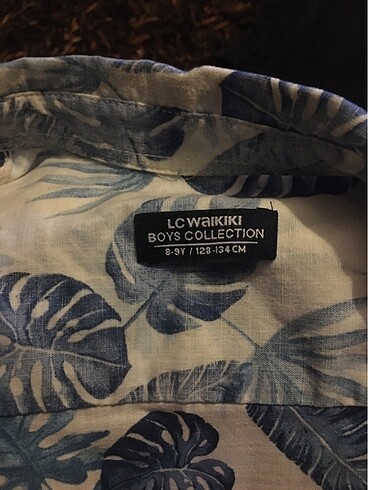 LC WAIKIKI
BOYS COLLECTION
8-9Y / 128-134 CM